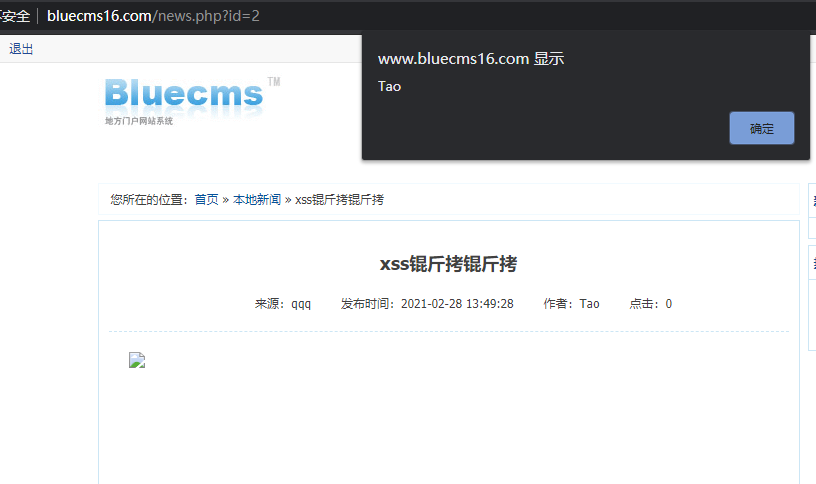 不安全 | bluecms16.com/news.php?id=2
退出
www.bluecms16.com 显示
Tao
确定
Bluecms TM
地方门户网站系统
您所在的位置：首页 » 本地新闻 » xss锟斤拷锟斤拷
xss锟斤拷锟斤拷
来源：qqq 发布时间：2021-02-28 13:49:28 作者：Tao 点击：0